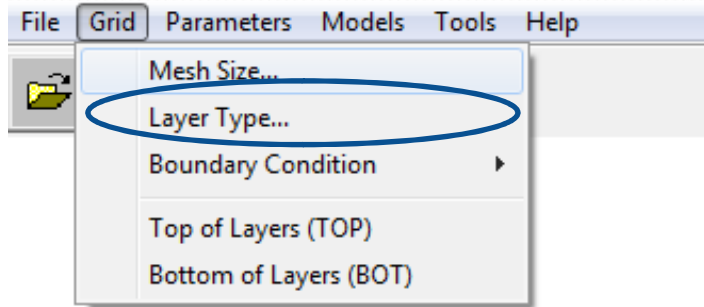 File Grid Parameters Models Tools Help
Mesh Size...
Layer Type...
Boundary Condition
Top of Layers (TOP)
Bottom of Layers (BOT)